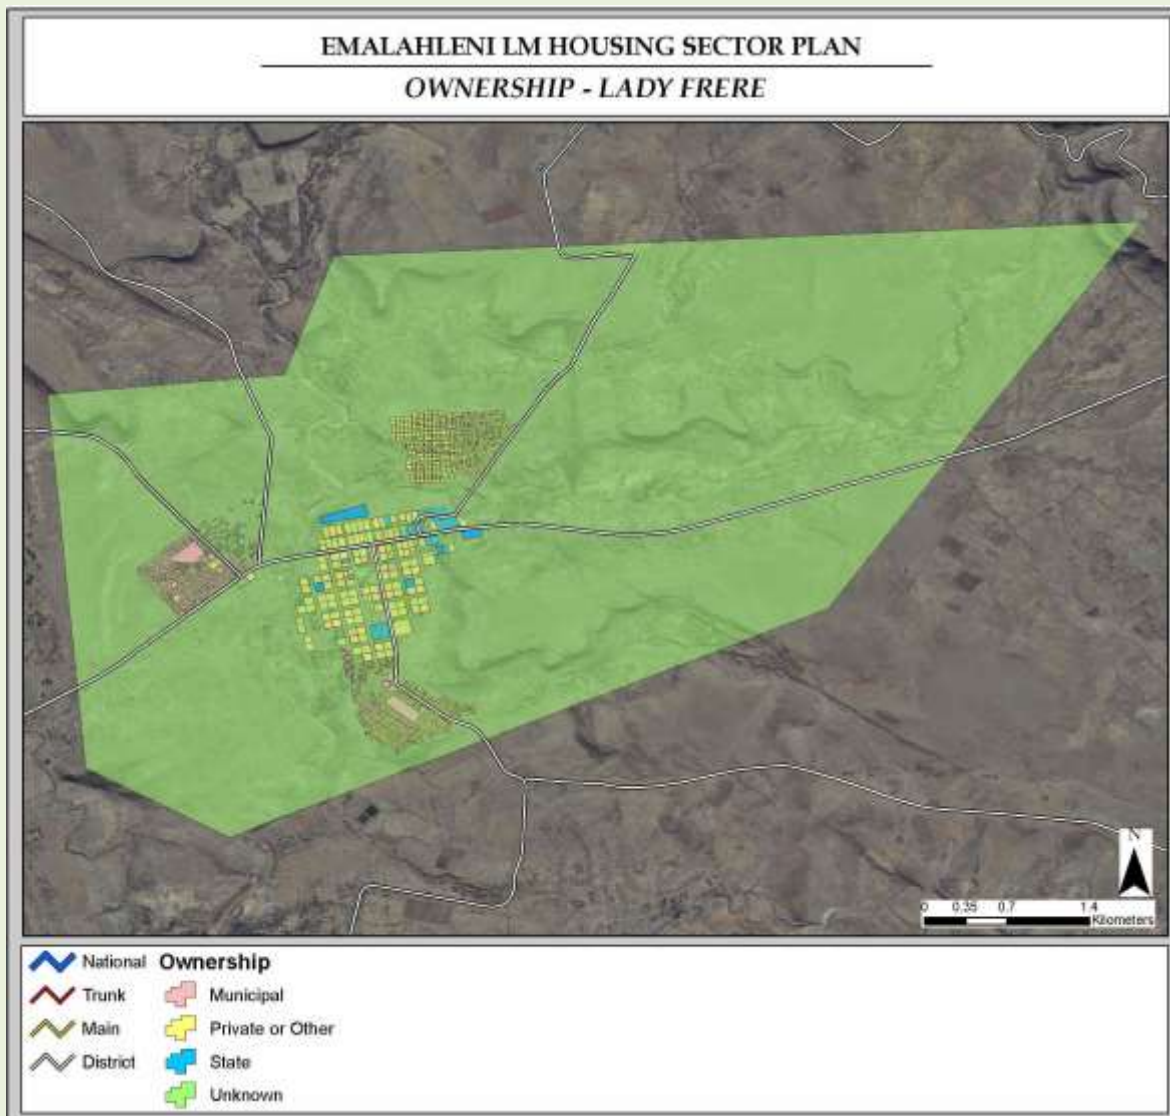 EMALAHLENI LM HOUSING SECTOR PLAN
OWNERSHIP - LADY FRERE
N
0 0.35 0.7 1.4
Kilometers
National
Trunk
Main
District
Ownership
Municipal
Private or Other
State
Unknown